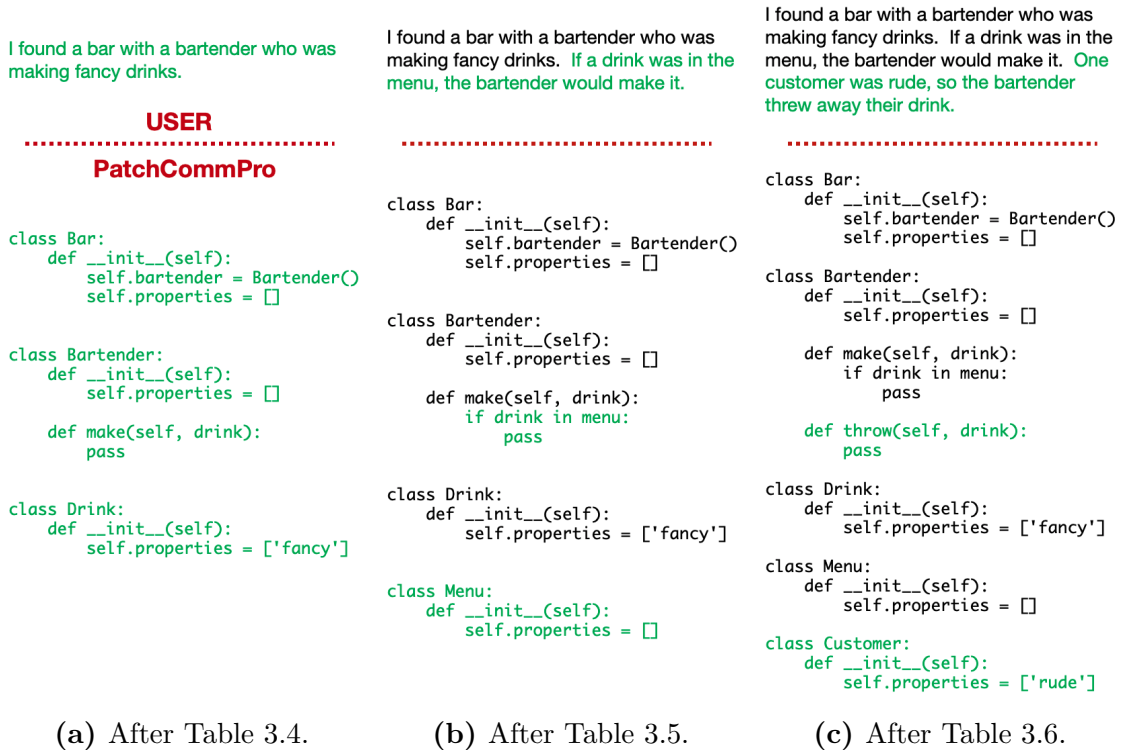 I found a bar with a bartender who was
making fancy drinks.
USER
PatchCommPro
class Bar:
    def __init__(self):
        self.bartender = Bartender()
        self.properties = []
class Bartender:
    def __init__(self):
        self.properties = []
    def make(self, drink):
        pass
class Drink:
    def __init__(self):
        self.properties = ['fancy']
(a) After Table 3.4.
I found a bar with a bartender who was
making fancy drinks.  If a drink was in the
menu, the bartender would make it.
class Bar:
    def __init__(self):
        self.bartender = Bartender()
        self.properties = []
class Bartender:
    def __init__(self):
        self.properties = []
    def make(self, drink):
        if drink in menu:
            pass
class Drink:
    def __init__(self):
        self.properties = ['fancy']
class Menu:
    def __init__(self):
        self.properties = []
(b) After Table 3.5.
I found a bar with a bartender who was
making fancy drinks.  If a drink was in the
menu, the bartender would make it.  One
customer was rude, so the bartender
threw away their drink.
class Bar:
    def __init__(self):
        self.bartender = Bartender()
        self.properties = []
class Bartender:
    def __init__(self):
        self.properties = []
    def make(self, drink):
        if drink in menu:
            pass
    def throw(self, drink):
        pass
class Drink:
    def __init__(self):
        self.properties = ['fancy']
class Menu:
    def __init__(self):
        self.properties = []
class Customer:
    def __init__(self):
        self.properties = ['rude']
(c) After Table 3.6.